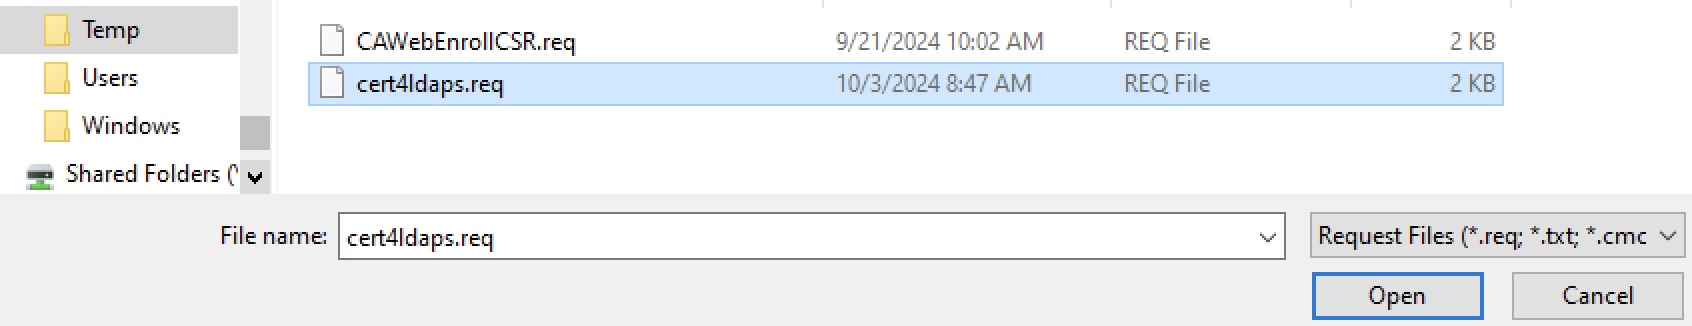 Temp
Users
Windows
Shared Folders (
CAWebEnrollCSR.req 9/21/2024 10:02 AM REQ File 2 KB
cert4ldaps.req 10/3/2024 8:47 AM REQ File 2 KB
File name: cert4ldaps.req Request Files (*.req; *.txt; *.cmc
Open Cancel